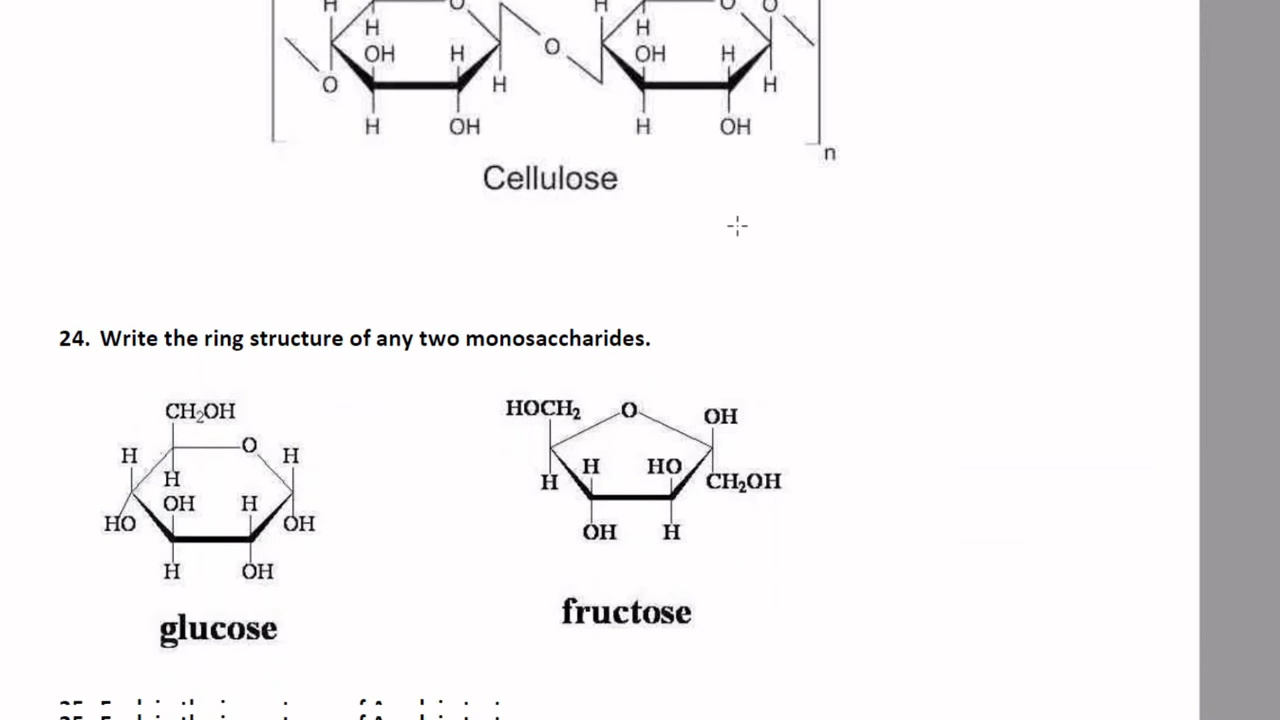 H H O H H O O
H H
OH H O OH H
O H H
H OH H OH
n
Cellulose
24. Write the ring structure of any two monosaccharides.
CH₂OH HOCH₂ O OH
H O H
H H HO
H CH₂OH
OH H
HO OH
OH H
H OH
glucose fructose